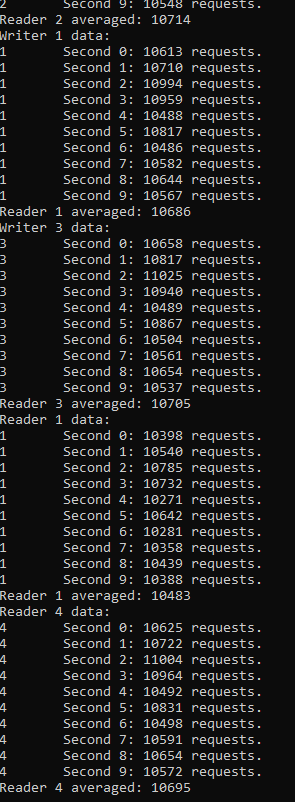 2 Second 9: 10548 requests.
Reader 2 averaged: 10714
Writer 1 data:
1 Second 0: 10613 requests.
1 Second 1: 10710 requests.
1 Second 2: 10994 requests.
1 Second 3: 10959 requests.
1 Second 4: 10488 requests.
1 Second 5: 10817 requests.
1 Second 6: 10486 requests.
1 Second 7: 10582 requests.
1 Second 8: 10644 requests.
1 Second 9: 10567 requests.
Reader 1 averaged: 10686
Writer 3 data:
3 Second 0: 10658 requests.
3 Second 1: 10817 requests.
3 Second 2: 11025 requests.
3 Second 3: 10940 requests.
3 Second 4: 10489 requests.
3 Second 5: 10867 requests.
3 Second 6: 10504 requests.
3 Second 7: 10561 requests.
3 Second 8: 10654 requests.
3 Second 9: 10537 requests.
Reader 3 averaged: 10705
Reader 1 data:
1 Second 0: 10398 requests.
1 Second 1: 10540 requests.
1 Second 2: 10785 requests.
1 Second 3: 10732 requests.
1 Second 4: 10271 requests.
1 Second 5: 10642 requests.
1 Second 6: 10281 requests.
1 Second 7: 10358 requests.
1 Second 8: 10439 requests.
1 Second 9: 10388 requests.
Reader 1 averaged: 10483
Reader 4 data:
4 Second 0: 10625 requests.
4 Second 1: 10722 requests.
4 Second 2: 11004 requests.
4 Second 3: 10964 requests.
4 Second 4: 10492 requests.
4 Second 5: 10831 requests.
4 Second 6: 10498 requests.
4 Second 7: 10591 requests.
4 Second 8: 10654 requests.
4 Second 9: 10572 requests.
Reader 4 averaged: 10695